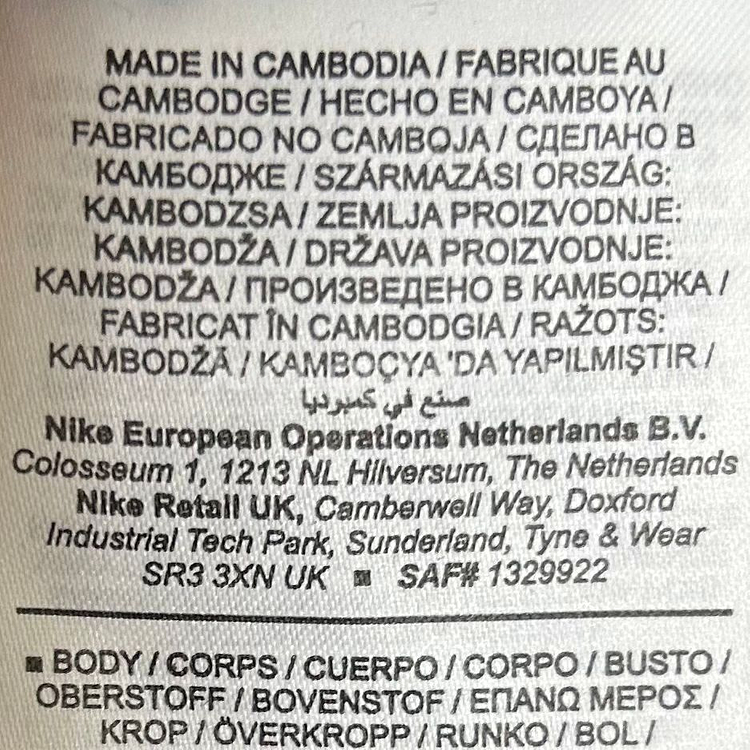 MADE IN CAMBODIA / FABRIQUE AU
CAMBODGE / HECHO EN CAMBOYA /
FABRICADO NO CAMBOJA / СДЕЛАНО В
КАМБОДЖЕ / SZÁRMAZÁSI ORSZÁG:
KAMBODZSA / ZEMLJA PROIZVODNJE:
KAMBODŽA / DRŽAVA PROIZVODNJE:
KAMBODŽA / ПРОИЗВЕДЕНО В КАМБОДЖА /
FABRICAT ÎN CAMBODGIA / RAŽOTS:
KAMBODŽĀ / KAMBOÇYA 'DA YAPILMIŞTIR /
صنع في كمبرديا
Nike European Operations Netherlands B.V.
Colosseum 1, 1213 NL Hilversum, The Netherlands
Nike Retail UK, Camberwell Way, Doxford
Industrial Tech Park, Sunderland, Tyne & Wear
SR3 3XN UK ■ SAF# 1329922
■ BODY / CORPS / CUERPO / CORPO / BUSTO /
OBERSTOFF / BOVENSTOF / ΕΠΑΝΩ ΜΕΡΟΣ /
KROP / ÖVERKROPP / RUNKO / BOL /